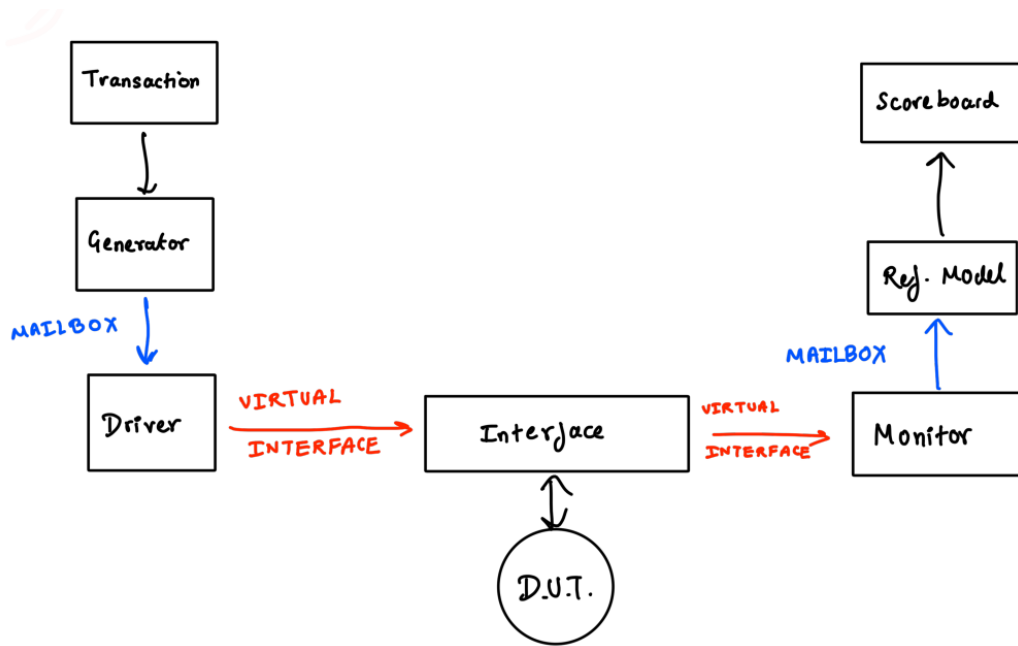 Transaction
Scoreboard
Generator
Ref. Model
MAILBOX
MAILBOX
Driver
VIRTUAL
INTERFACE
Interface
VIRTUAL
INTERFACE
Monitor
D.U.T.